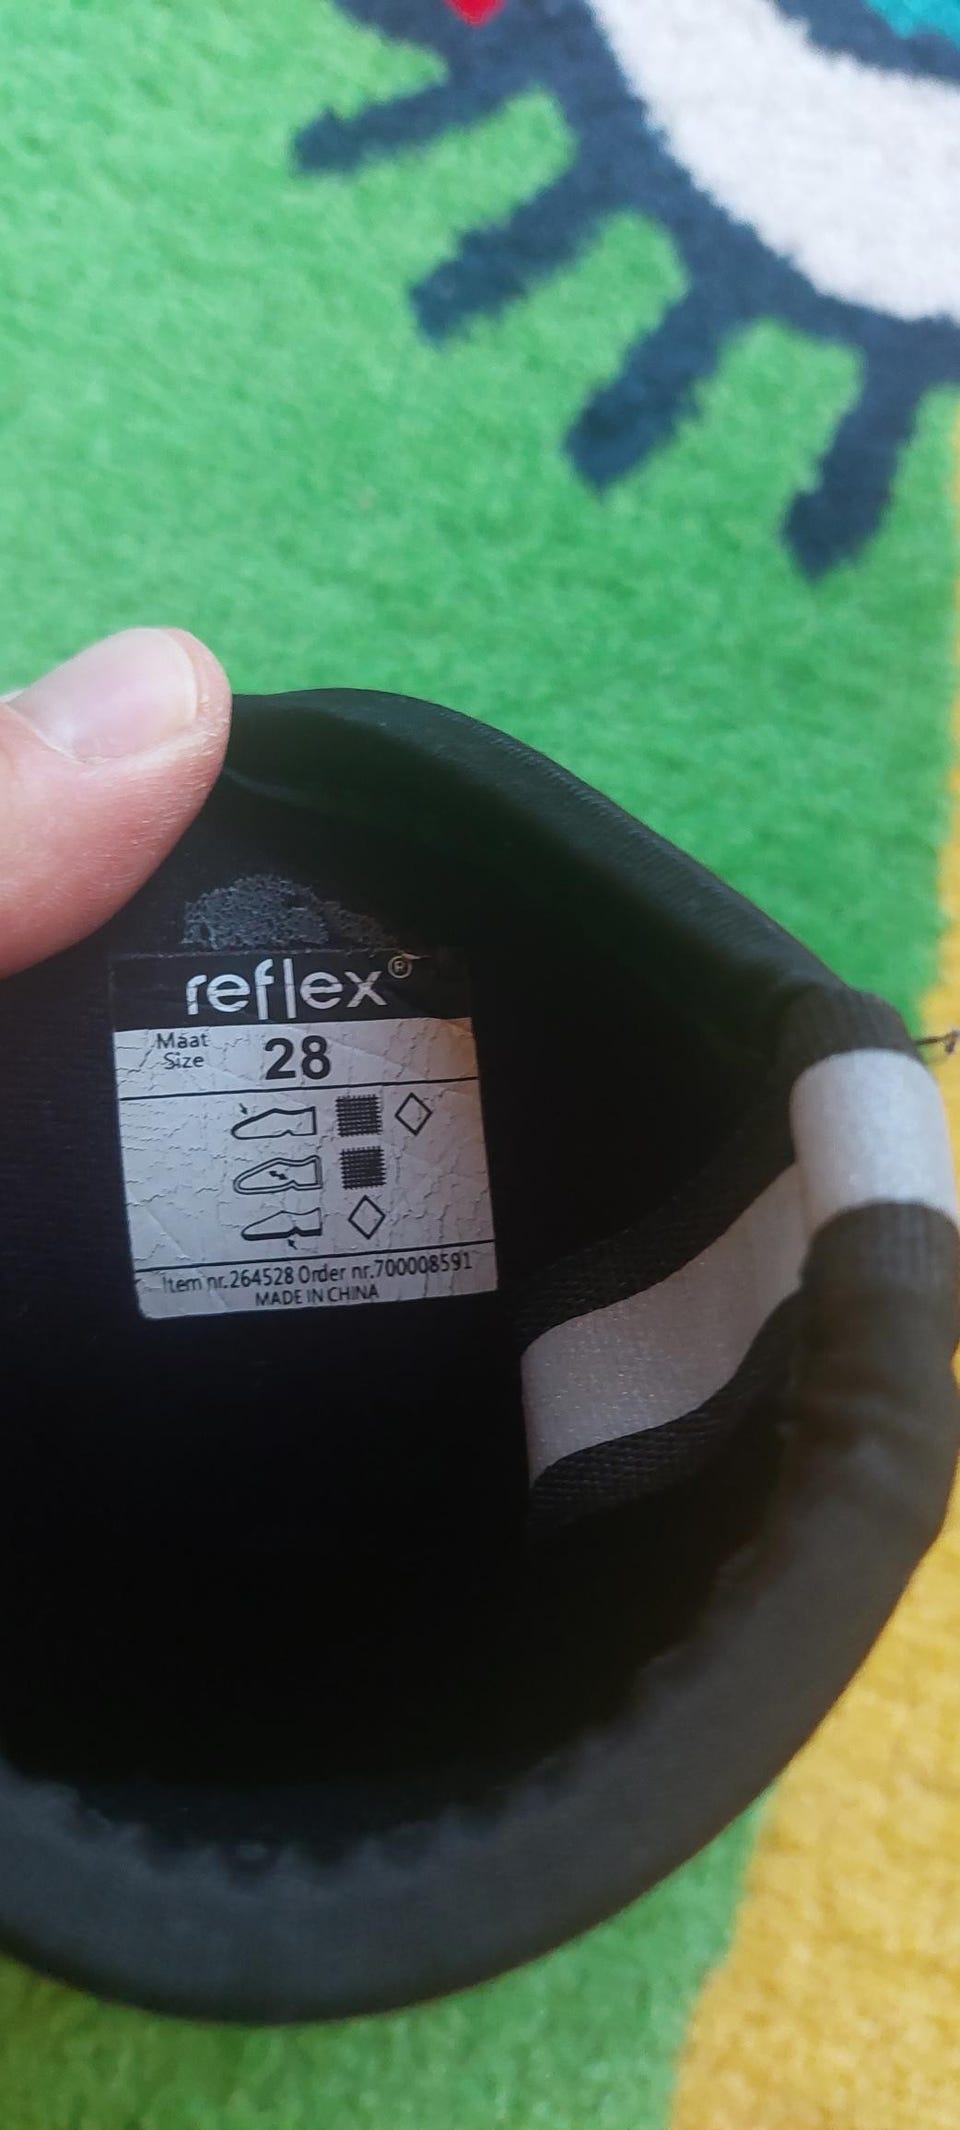 reflex®
Maat
Size
28
Item nr.264528 Order nr.700008591
MADE IN CHINA